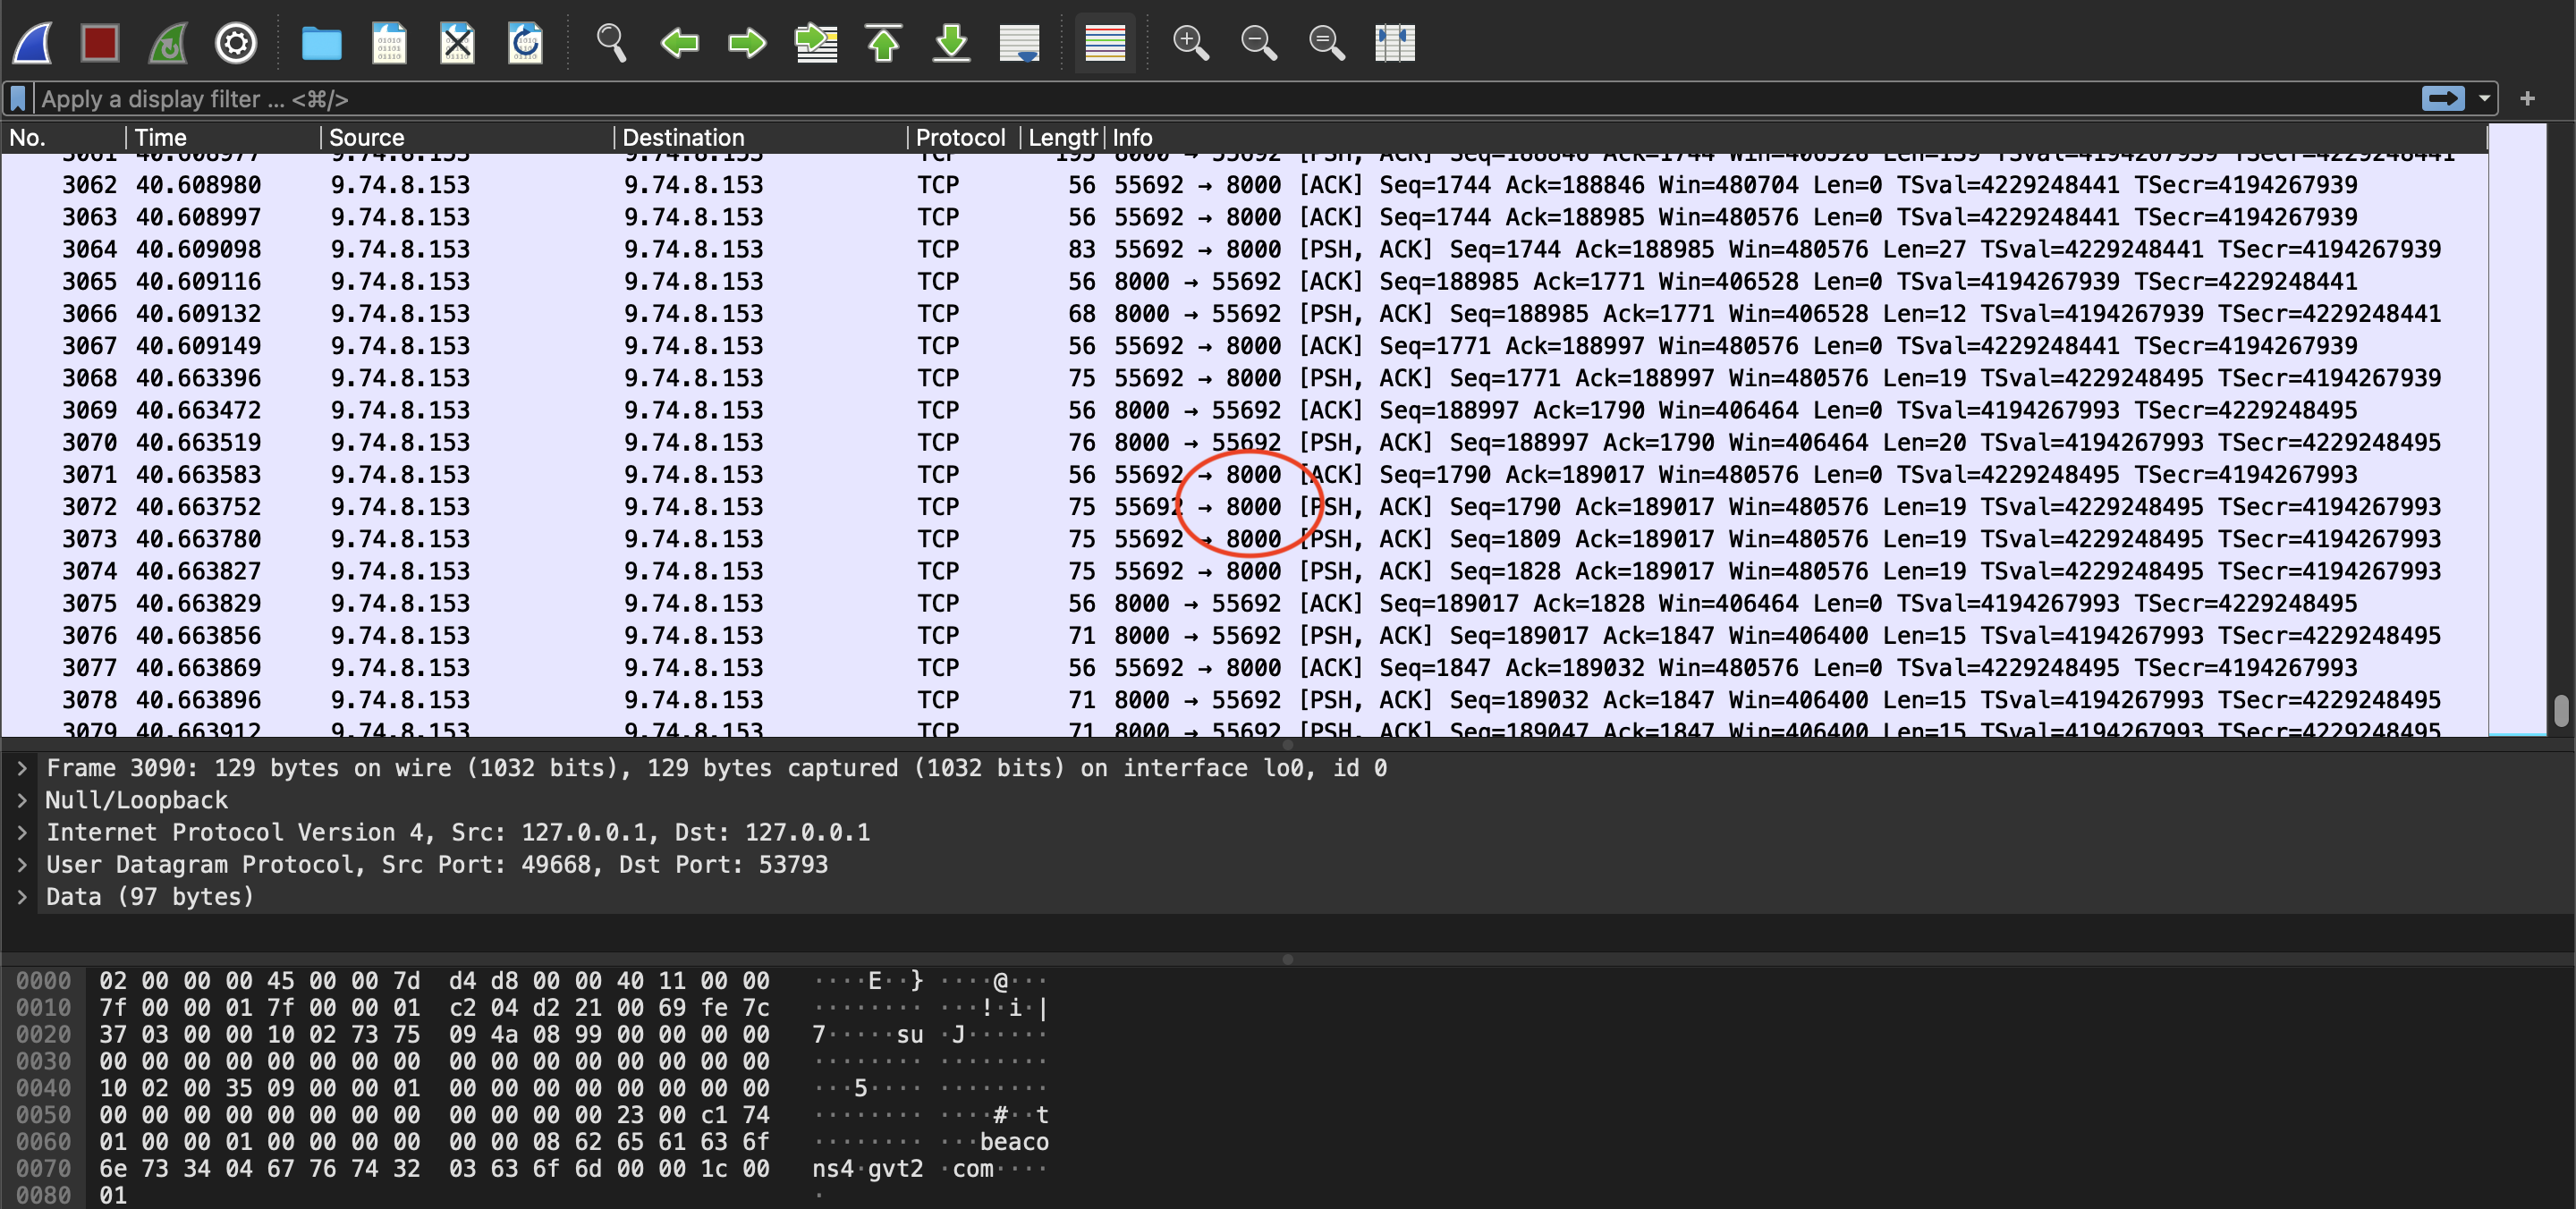 Apply a display filter ... <⌘/>
No. Time Source Destination Protocol Length Info
3061 40.608977 9.74.8.153 9.74.8.153 TCP 195 8000 → 55692 [PSH, ACK] Seq=188846 Ack=1744 Win=406528 Len=139 TSval=4194267939 TSecr=4229248441
3062 40.608980 9.74.8.153 9.74.8.153 TCP 56 55692 → 8000 [ACK] Seq=1744 Ack=188846 Win=480704 Len=0 TSval=4229248441 TSecr=4194267939
3063 40.608997 9.74.8.153 9.74.8.153 TCP 56 55692 → 8000 [ACK] Seq=1744 Ack=188985 Win=480576 Len=0 TSval=4229248441 TSecr=4194267939
3064 40.609098 9.74.8.153 9.74.8.153 TCP 83 55692 → 8000 [PSH, ACK] Seq=1744 Ack=188985 Win=480576 Len=27 TSval=4229248441 TSecr=4194267939
3065 40.609116 9.74.8.153 9.74.8.153 TCP 56 8000 → 55692 [ACK] Seq=188985 Ack=1771 Win=406528 Len=0 TSval=4194267939 TSecr=4229248441
3066 40.609132 9.74.8.153 9.74.8.153 TCP 68 8000 → 55692 [PSH, ACK] Seq=188985 Ack=1771 Win=406528 Len=12 TSval=4194267939 TSecr=4229248441
3067 40.609149 9.74.8.153 9.74.8.153 TCP 56 55692 → 8000 [ACK] Seq=1771 Ack=188997 Win=480576 Len=0 TSval=4229248441 TSecr=4194267939
3068 40.663396 9.74.8.153 9.74.8.153 TCP 75 55692 → 8000 [PSH, ACK] Seq=1771 Ack=188997 Win=480576 Len=19 TSval=4229248495 TSecr=4194267939
3069 40.663472 9.74.8.153 9.74.8.153 TCP 56 8000 → 55692 [ACK] Seq=188997 Ack=1790 Win=406464 Len=0 TSval=4194267993 TSecr=4229248495
3070 40.663519 9.74.8.153 9.74.8.153 TCP 76 8000 → 55692 [PSH, ACK] Seq=188997 Ack=1790 Win=406464 Len=20 TSval=4194267993 TSecr=4229248495
3071 40.663583 9.74.8.153 9.74.8.153 TCP 56 55692 → 8000 [ACK] Seq=1790 Ack=189017 Win=480576 Len=0 TSval=4229248495 TSecr=4194267993
3072 40.663752 9.74.8.153 9.74.8.153 TCP 75 55692 → 8000 [PSH, ACK] Seq=1790 Ack=189017 Win=480576 Len=19 TSval=4229248495 TSecr=4194267993
3073 40.663780 9.74.8.153 9.74.8.153 TCP 75 55692 → 8000 [PSH, ACK] Seq=1809 Ack=189017 Win=480576 Len=19 TSval=4229248495 TSecr=4194267993
3074 40.663827 9.74.8.153 9.74.8.153 TCP 75 55692 → 8000 [PSH, ACK] Seq=1828 Ack=189017 Win=480576 Len=19 TSval=4229248495 TSecr=4194267993
3075 40.663829 9.74.8.153 9.74.8.153 TCP 56 8000 → 55692 [ACK] Seq=189017 Ack=1828 Win=406464 Len=0 TSval=4194267993 TSecr=4229248495
3076 40.663856 9.74.8.153 9.74.8.153 TCP 71 8000 → 55692 [PSH, ACK] Seq=189017 Ack=1847 Win=406400 Len=15 TSval=4194267993 TSecr=4229248495
3077 40.663869 9.74.8.153 9.74.8.153 TCP 56 55692 → 8000 [ACK] Seq=1847 Ack=189032 Win=480576 Len=0 TSval=4229248495 TSecr=4194267993
3078 40.663896 9.74.8.153 9.74.8.153 TCP 71 8000 → 55692 [PSH, ACK] Seq=189032 Ack=1847 Win=406400 Len=15 TSval=4194267993 TSecr=4229248495
3079 40.663912 9.74.8.153 9.74.8.153 TCP 71 8000 → 55692 [PSH, ACK] Seq=189047 Ack=1847 Win=406400 Len=15 TSval=4194267993 TSecr=4229248495
Frame 3090: 129 bytes on wire (1032 bits), 129 bytes captured (1032 bits) on interface lo0, id 0
Null/Loopback
Internet Protocol Version 4, Src: 127.0.0.1, Dst: 127.0.0.1
User Datagram Protocol, Src Port: 49668, Dst Port: 53793
Data (97 bytes)
0000 02 00 00 00 45 00 00 7d d4 d8 00 00 40 11 00 00 ····E··} ····@···
0010 7f 00 00 01 7f 00 00 01 c2 04 d2 21 00 69 fe 7c ········ ···!·i·|
0020 37 03 00 00 10 02 73 75 09 4a 08 99 00 00 00 00 7·····su ·J······
0030 00 00 00 00 00 00 00 00 00 00 00 00 00 00 00 00 ········ ········
0040 10 02 00 35 09 00 00 01 00 00 00 00 00 00 00 00 ···5···· ········
0050 00 00 00 00 00 00 00 00 00 00 00 00 23 00 c1 74 ········ ····#··t
0060 01 00 00 01 00 00 00 00 00 00 08 62 65 61 63 6f ········ ···beaco
0070 6e 73 34 04 67 76 74 32 03 63 6f 6d 00 00 1c 00 ns4·gvt2 ·com····
0080 01 ·